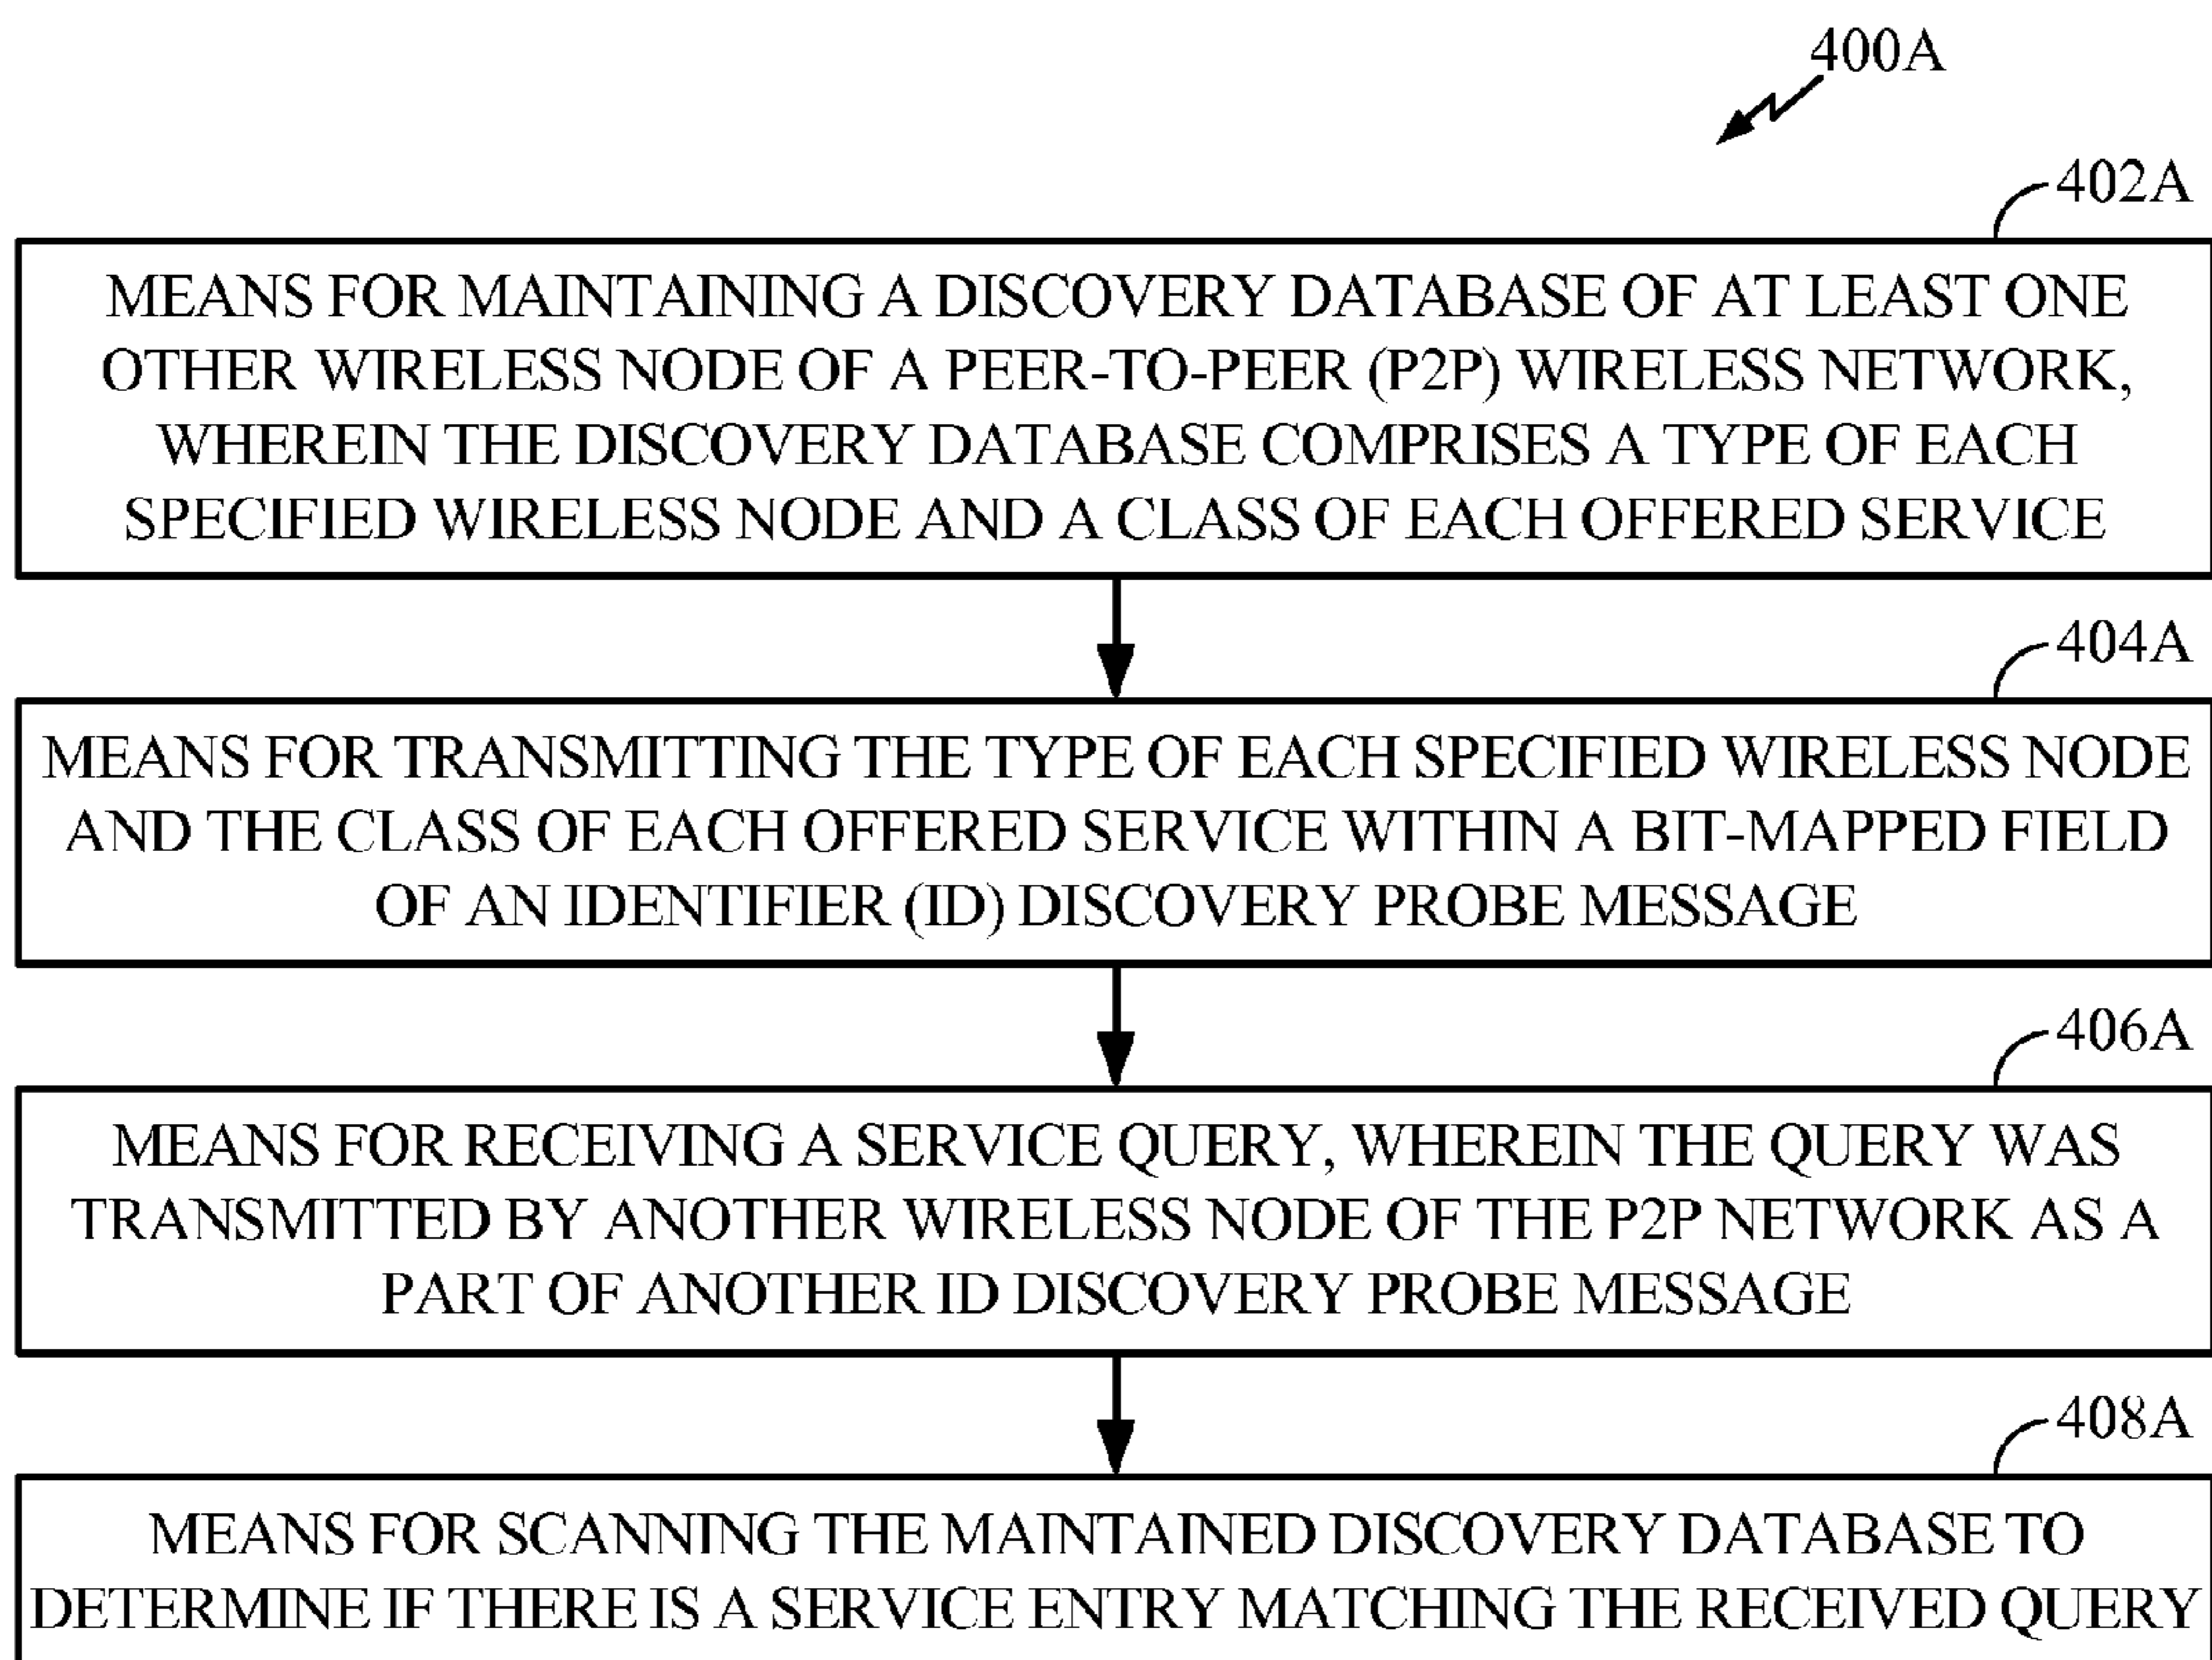 400A
402A
MEANS FOR MAINTAINING A DISCOVERY DATABASE OF AT LEAST ONE
OTHER WIRELESS NODE OF A PEER-TO-PEER (P2P) WIRELESS NETWORK,
WHEREIN THE DISCOVERY DATABASE COMPRISES A TYPE OF EACH
SPECIFIED WIRELESS NODE AND A CLASS OF EACH OFFERED SERVICE
404A
MEANS FOR TRANSMITTING THE TYPE OF EACH SPECIFIED WIRELESS NODE
AND THE CLASS OF EACH OFFERED SERVICE WITHIN A BIT-MAPPED FIELD
OF AN IDENTIFIER (ID) DISCOVERY PROBE MESSAGE
406A
MEANS FOR RECEIVING A SERVICE QUERY, WHEREIN THE QUERY WAS
TRANSMITTED BY ANOTHER WIRELESS NODE OF THE P2P NETWORK AS A
PART OF ANOTHER ID DISCOVERY PROBE MESSAGE
408A
MEANS FOR SCANNING THE MAINTAINED DISCOVERY DATABASE TO
DETERMINE IF THERE IS A SERVICE ENTRY MATCHING THE RECEIVED QUERY